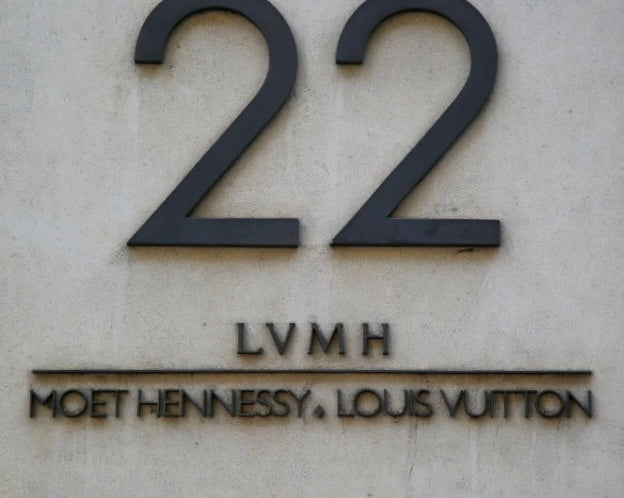 22
LVMH
MOET HENNESSY. LOUIS VUITTON